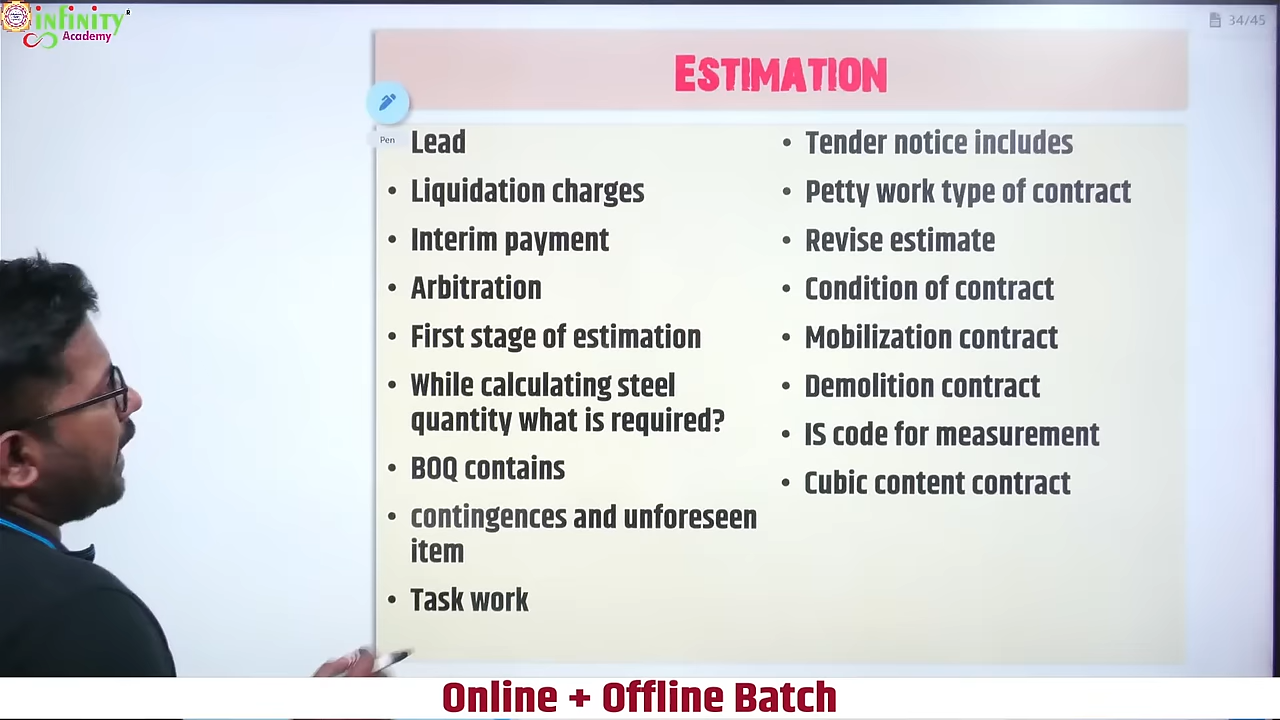 infinity
Academy
34/45
ESTIMATION
Pen
Lead
• Liquidation charges
• Interim payment
• Arbitration
• First stage of estimation
• While calculating steel
quantity what is required?
• BOQ contains
• contingences and unforeseen
item
• Task work
• Tender notice includes
• Petty work type of contract
• Revise estimate
• Condition of contract
• Mobilization contract
• Demolition contract
• IS code for measurement
• Cubic content contract
Online + Offline Batch